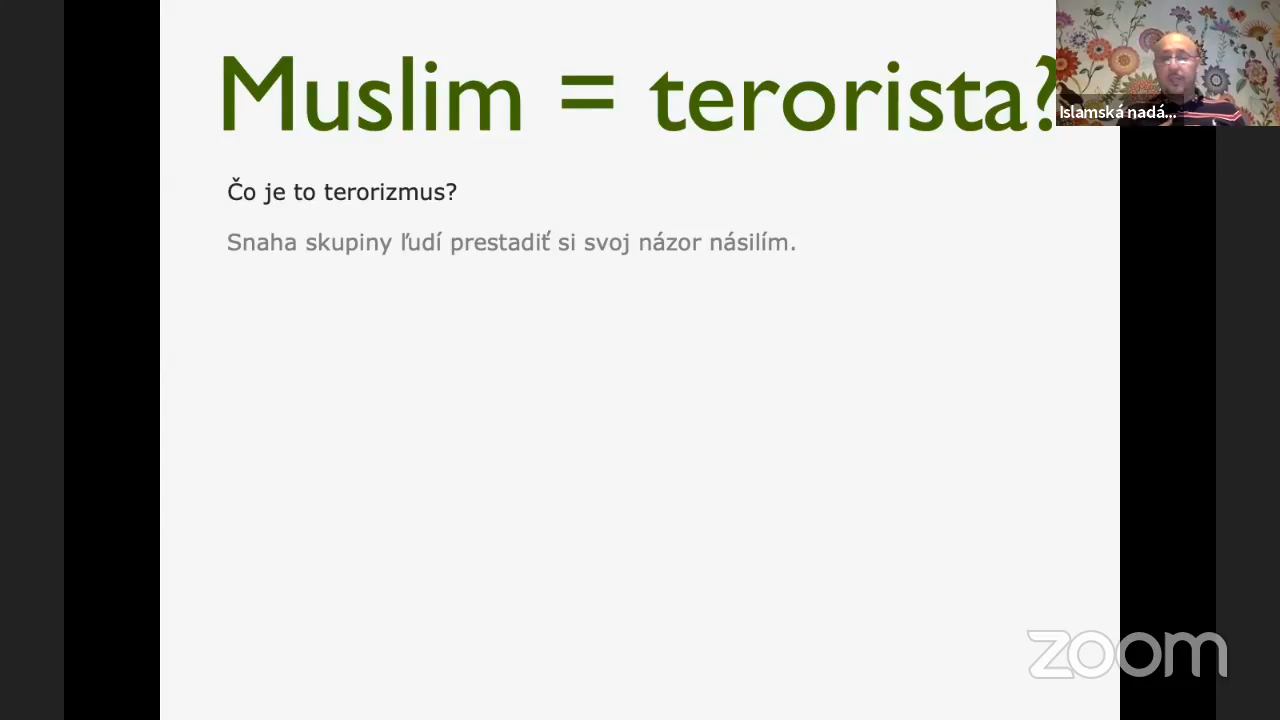 Muslim = terorista?
Islamská nadá...
Čo je to terorizmus?
Snaha skupiny ľudí prestadiť si svoj názor násilím.
zoom